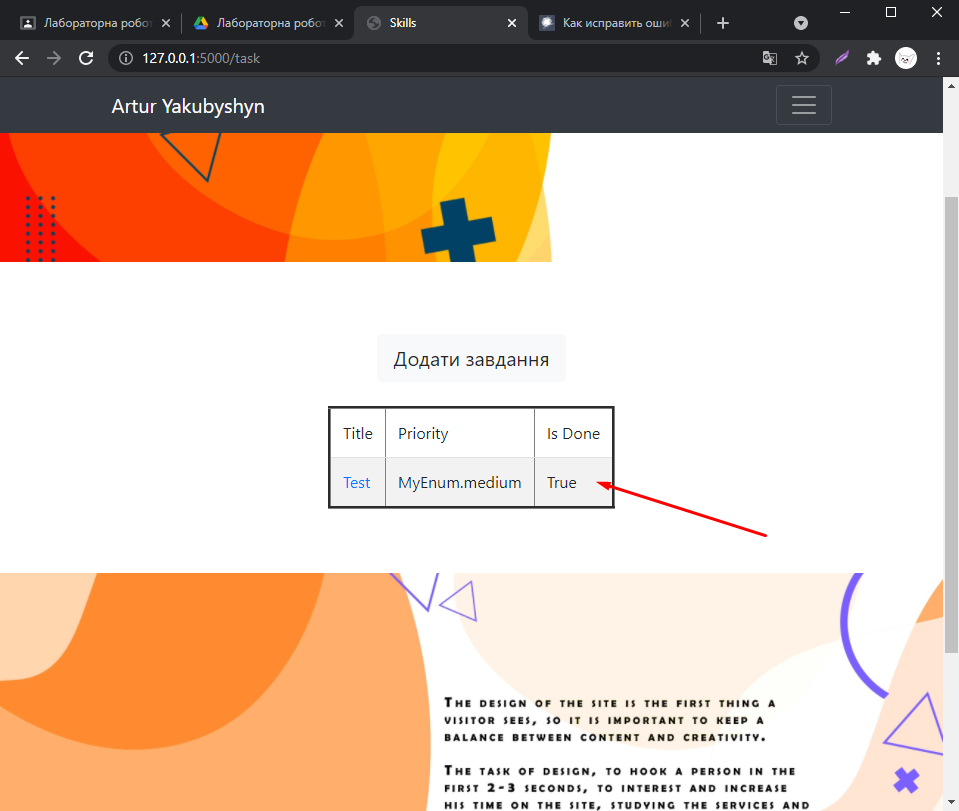 Лабораторна робот
Лабораторна робот
Skills
Как исправить оши
127.0.0.1:5000/task
Artur Yakubyshyn
Додати завдання
Title Priority Is Done
Test MyEnum.medium True
The design of the site is the first thing a
visitor sees, so it is important to keep a
balance between content and creativity.
The task of design, to hook a person in the
first 2-3 seconds, to interest and increase
his time on the site, studying the services and